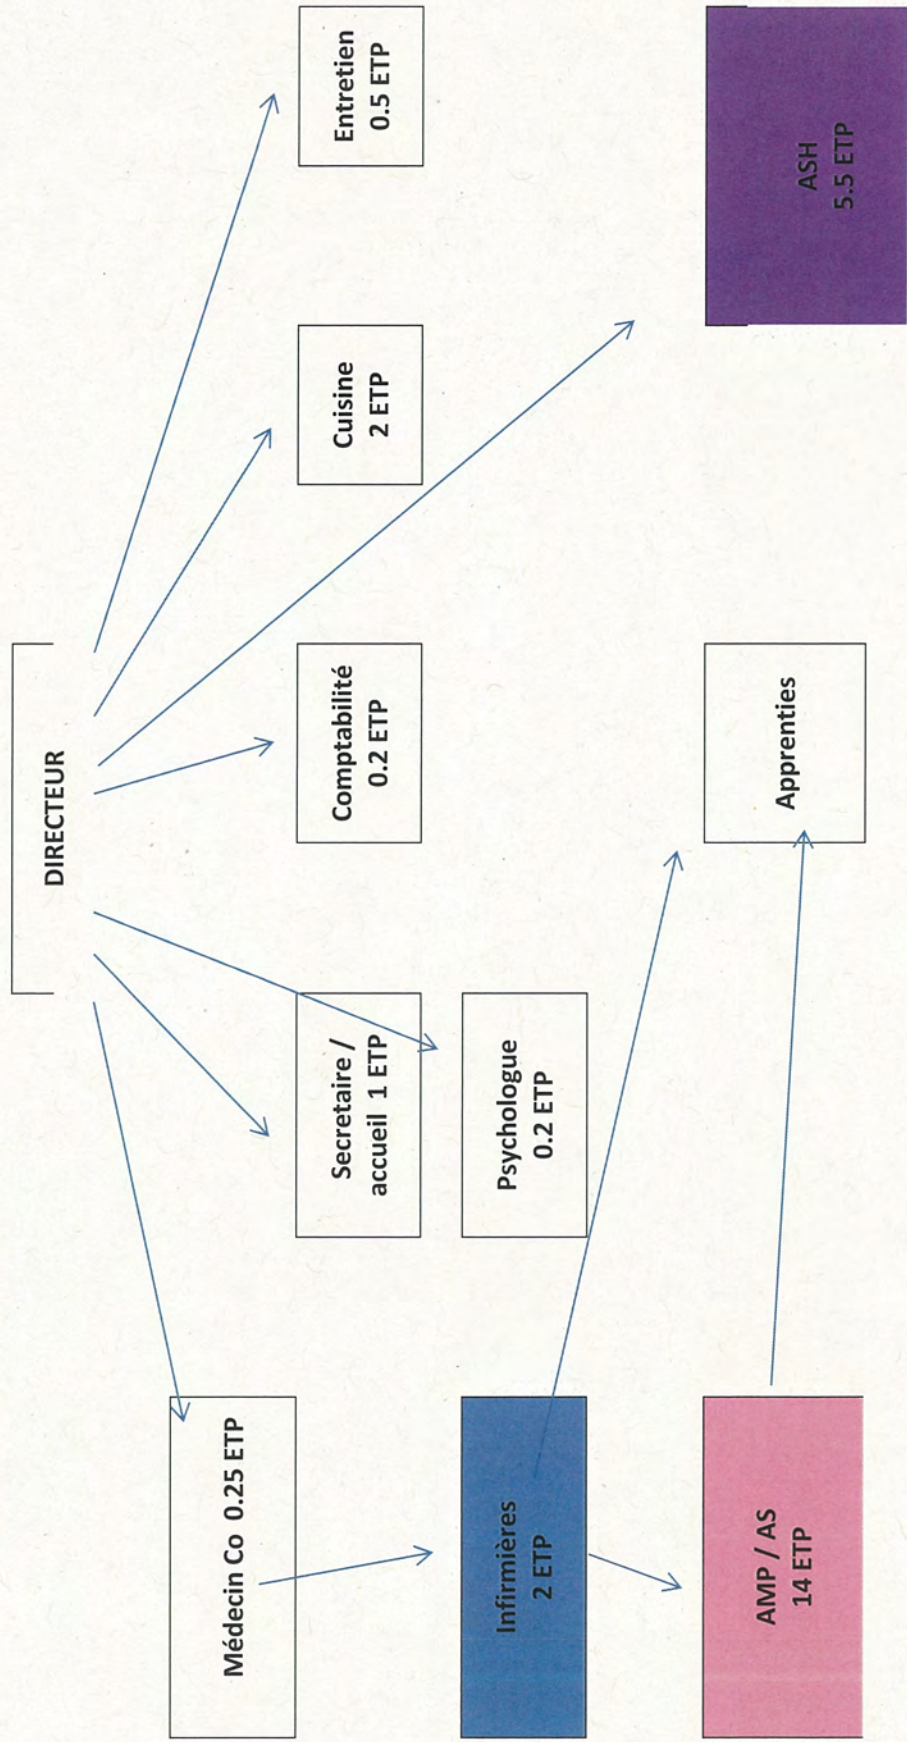 DIRECTEUR
Médecin Co 0.25 ETP
Secretaire /
accueil 1 ETP
Comptabilité
0.2 ETP
Cuisine
2 ETP
Entretien
0.5 ETP
Infirmières
2 ETP
Psychologue
0.2 ETP
AMP / AS
14 ETP
Apprenties
ASH
5.5 ETP